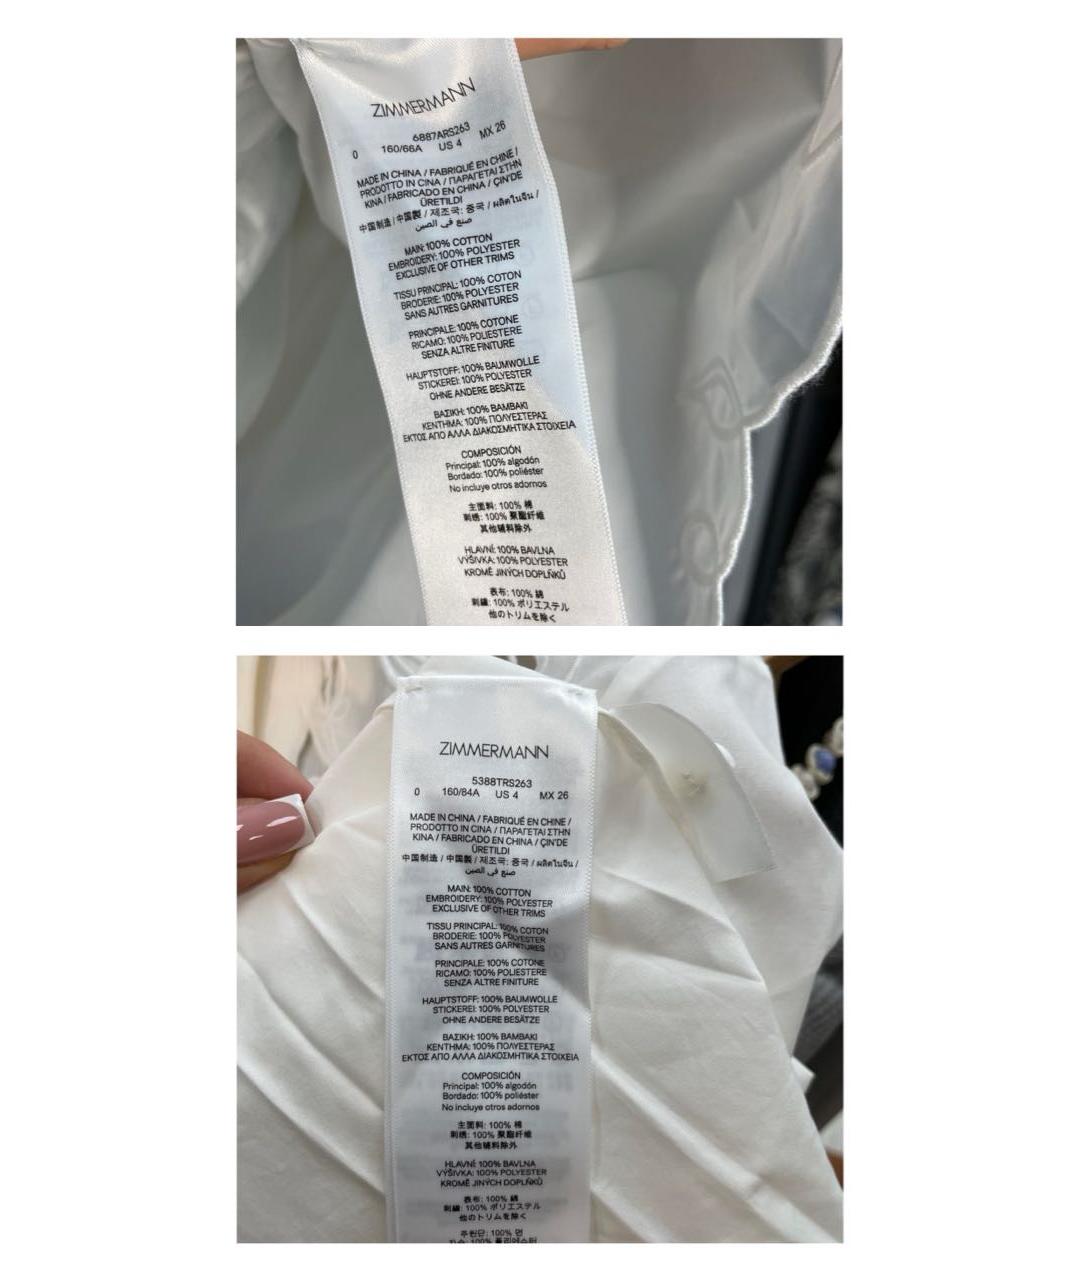 ZIMMERMANN
6887ARS263
0 160/66A US 4 MX 26
MADE IN CHINA / FABRIQUÉ EN CHINE /
PRODOTTO IN CINA / ΠΑΡΑΓΕΤΑΙ ΣΤΗΝ
ΚΙΝΑ / FABRICADO EN CHINA / ÇIN'DE
ÜRETILDI
中国制造 / 中国製 / 제조국: 중국 / ผลิตในจีน /
صنع في الصين
MAIN: 100% COTTON
EMBROIDERY: 100% POLYESTER
EXCLUSIVE OF OTHER TRIMS
TISSU PRINCIPAL: 100% COTON
BRODERIE: 100% POLYESTER
SANS AUTRES GARNITURES
PRINCIPALE: 100% COTONE
RICAMO: 100% POLIESTERE
SENZA ALTRE FINITURE
HAUPTSTOFF: 100% BAUMWOLLE
STICKEREI: 100% POLYESTER
OHNE ANDERE BESÄTZE
ΒΑΣΙΚΗ: 100% ΒΑΜΒΑΚΙ
ΚΕΝΤΗΜΑ: 100% ΠΟΛΥΕΣΤΕΡΑΣ
ΕΚΤΟΣ ΑΠΟ ΑΛΛΑ ΔΙΑΚΟΣΜΗΤΙΚΑ ΣΤΟΙΧΕΙΑ
COMPOSICIÓN
Principal: 100% algodón
Bordado: 100% poliéster
No incluye otros adornos
主面料: 100% 棉
刺绣: 100% 聚酯纤维
其他辅料除外
HLAVNÍ: 100% BAVLNA
VÝŠIVKA: 100% POLYESTER
KROMĚ JINÝCH DOPLŇKŮ
表布: 100% 綿
刺繍: 100% ポリエステル
他のトリムを除く
ZIMMERMANN
5388TRS263
0 160/84A US 4 MX 26
MADE IN CHINA / FABRIQUÉ EN CHINE /
PRODOTTO IN CINA / ΠΑΡΑΓΕΤΑΙ ΣΤΗΝ
ΚΙΝΑ / FABRICADO EN CHINA / ÇIN'DE
ÜRETILDI
中国制造 / 中国製 / 제조국: 중국 / ผลิตในจีน /
صنع في الصين
MAIN: 100% COTTON
EMBROIDERY: 100% POLYESTER
EXCLUSIVE OF OTHER TRIMS
TISSU PRINCIPAL: 100% COTON
BRODERIE: 100% POLYESTER
SANS AUTRES GARNITURES
PRINCIPALE: 100% COTONE
RICAMO: 100% POLIESTERE
SENZA ALTRE FINITURE
HAUPTSTOFF: 100% BAUMWOLLE
STICKEREI: 100% POLYESTER
OHNE ANDERE BESÄTZE
ΒΑΣΙΚΗ: 100% ΒΑΜΒΑΚΙ
ΚΕΝΤΗΜΑ: 100% ΠΟΛΥΕΣΤΕΡΑΣ
ΕΚΤΟΣ ΑΠΟ ΑΛΛΑ ΔΙΑΚΟΣΜΗΤΙΚΑ ΣΤΟΙΧΕΙΑ
COMPOSICIÓN
Principal: 100% algodón
Bordado: 100% poliéster
No incluye otros adornos
主面料: 100% 棉
刺绣: 100% 聚酯纤维
其他辅料除外
HLAVNÍ: 100% BAVLNA
VÝŠIVKA: 100% POLYESTER
KROMĚ JINÝCH DOPLŇKŮ
表布: 100% 綿
刺繍: 100% ポリエステル
他のトリムを除く
주원단: 100% 면
자수: 100% 폴리에스터